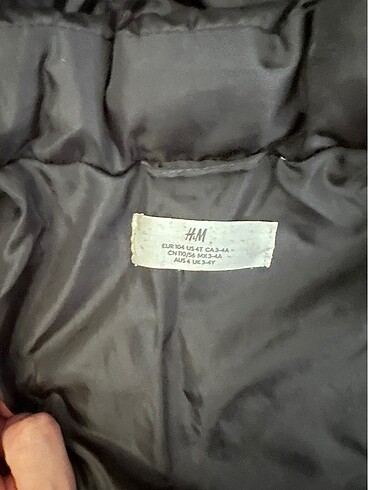 H&M
EUR 104 US 4T CA 3-4A
CN 110/56 MX 3-4A
AUS 4 UK 3-4Y